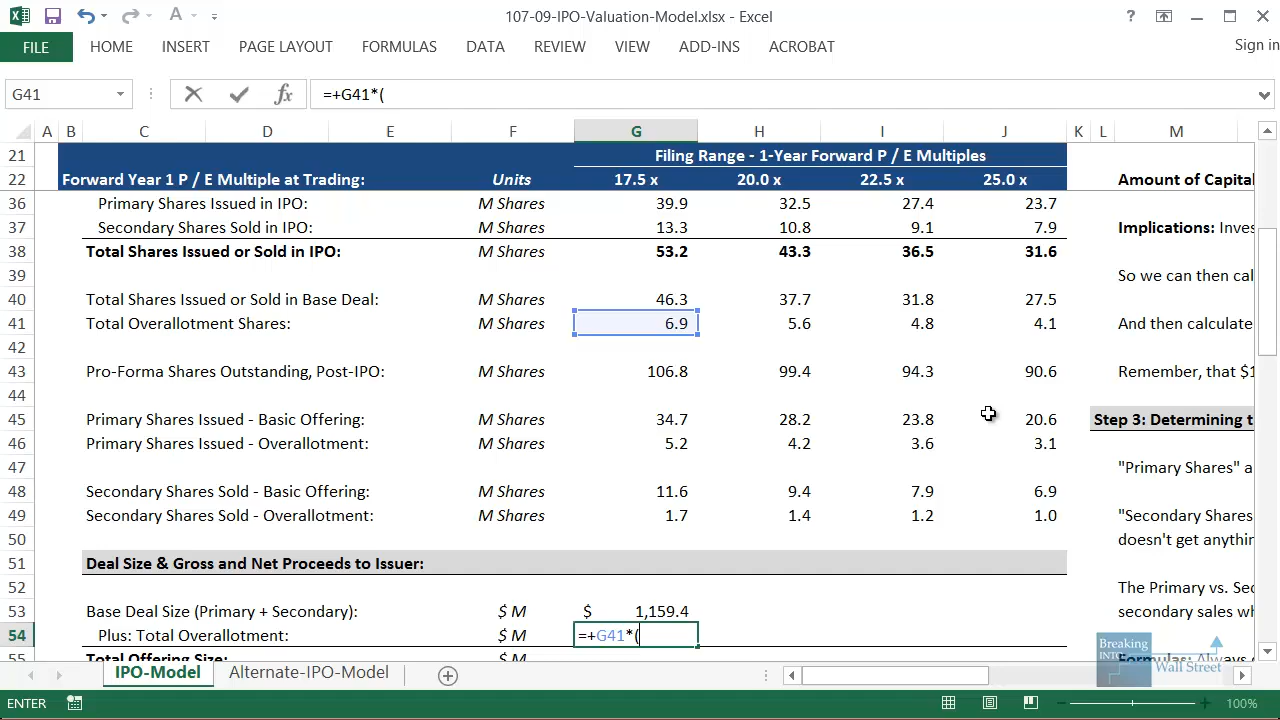 107-09-IPO-Valuation-Model.xlsx - Excel
FILE HOME INSERT PAGE LAYOUT FORMULAS DATA REVIEW VIEW ADD-INS ACROBAT Sign in
G41 fx =+G41*(
A B C D E F G H I J K L M
21 Filing Range - 1-Year Forward P / E Multiples
22 Forward Year 1 P / E Multiple at Trading: Units 17.5 x 20.0 x 22.5 x 25.0 x Amount of Capital
36 Primary Shares Issued in IPO: M Shares 39.9 32.5 27.4 23.7
37 Secondary Shares Sold in IPO: M Shares 13.3 10.8 9.1 7.9 Implications: Inves
38 Total Shares Issued or Sold in IPO: M Shares 53.2 43.3 36.5 31.6
39 So we can then cal
40 Total Shares Issued or Sold in Base Deal: M Shares 46.3 37.7 31.8 27.5
41 Total Overallotment Shares: M Shares 6.9 5.6 4.8 4.1 And then calculate
42
43 Pro-Forma Shares Outstanding, Post-IPO: M Shares 106.8 99.4 94.3 90.6 Remember, that $1
44
45 Primary Shares Issued - Basic Offering: M Shares 34.7 28.2 23.8 20.6 Step 3: Determining t
46 Primary Shares Issued - Overallotment: M Shares 5.2 4.2 3.6 3.1
47 "Primary Shares" a
48 Secondary Shares Sold - Basic Offering: M Shares 11.6 9.4 7.9 6.9
49 Secondary Shares Sold - Overallotment: M Shares 1.7 1.4 1.2 1.0 "Secondary Shares
50 doesn't get anythin
51 Deal Size & Gross and Net Proceeds to Issuer:
52 The Primary vs. Sec
53 Base Deal Size (Primary + Secondary): $ M $ 1,159.4 secondary sales wh
54 Plus: Total Overallotment: $ M =+G41*(
55 Total Offering Size: $ M Formulas: Always
Breaking INTO Wall Street
IPO-Model Alternate-IPO-Model
ENTER 100%